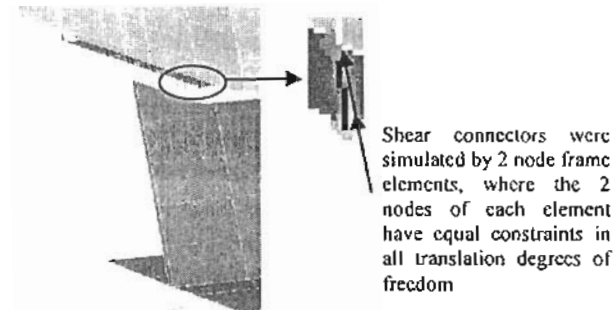 Shear connectors were
simulated by 2 node frame
elements, where the 2
nodes of each element
have equal constraints in
all translation degrees of
freedom